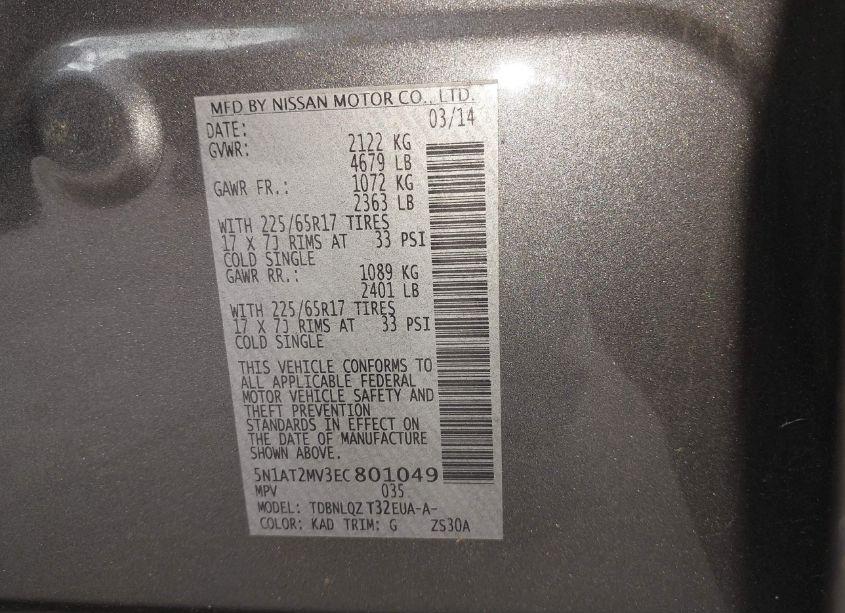 MFD BY NISSAN MOTOR CO., LTD.
DATE: 03/14
GVWR: 2122 KG
4679 LB
GAWR FR.: 1072 KG
2363 LB
WITH 225/65R17 TIRES
17 X 7J RIMS AT 33 PSI
COLD SINGLE
GAWR RR.: 1089 KG
2401 LB
WITH 225/65R17 TIRES
17 X 7J RIMS AT 33 PSI
COLD SINGLE
THIS VEHICLE CONFORMS TO
ALL APPLICABLE FEDERAL
MOTOR VEHICLE SAFETY AND
THEFT PREVENTION
STANDARDS IN EFFECT ON
THE DATE OF MANUFACTURE
SHOWN ABOVE.
5N1AT2MV3EC801049
MPV 035
MODEL: TDBNLQZ T32EUA-A-
COLOR: KAD TRIM: G ZS30A